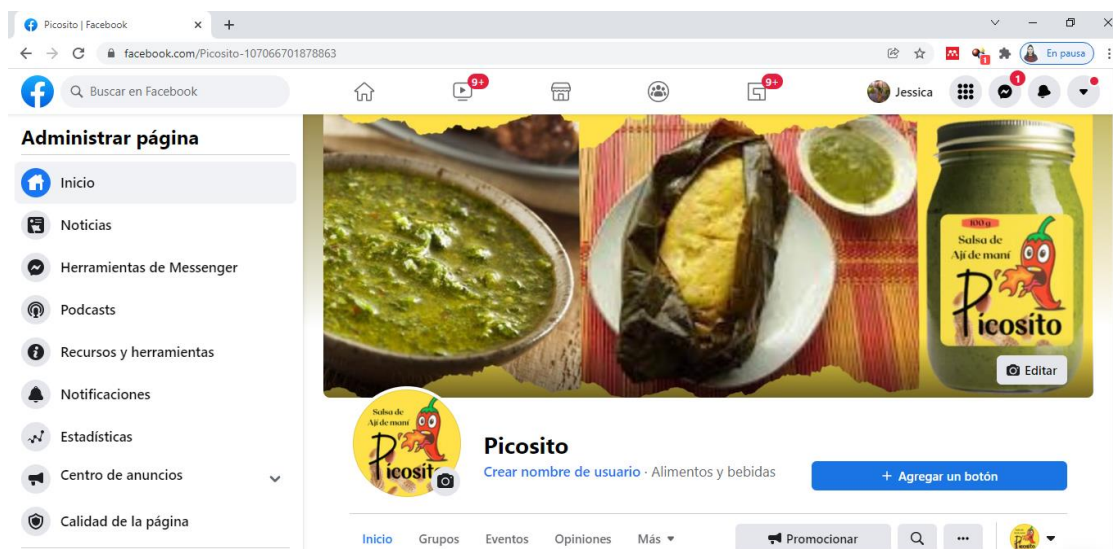 Picosito | Facebook
facebook.com/Picosito-107066701878863
En pausa
Buscar en Facebook
9+
9+
Jessica
1
Administrar página
Inicio
Noticias
Herramientas de Messenger
Podcasts
Recursos y herramientas
Notificaciones
Estadísticas
Centro de anuncios
Calidad de la página
100 g
Salsa de
Ají de maní
Picosito
Editar
Salsa de
Ají de maní
Picosito
Picosito
Crear nombre de usuario · Alimentos y bebidas
+ Agregar un botón
Inicio
Grupos
Eventos
Opiniones
Más
Promocionar